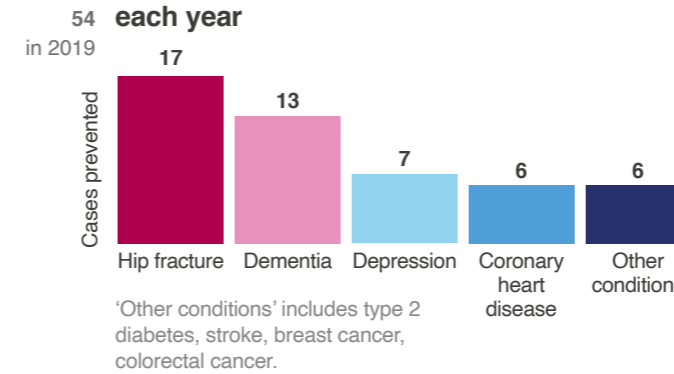 54 each year
in 2019
17
13
7
6
6
Cases prevented
Hip fracture
Dementia
Depression
Coronary
heart
disease
Other
condition
‘Other conditions’ includes type 2
diabetes, stroke, breast cancer,
colorectal cancer.